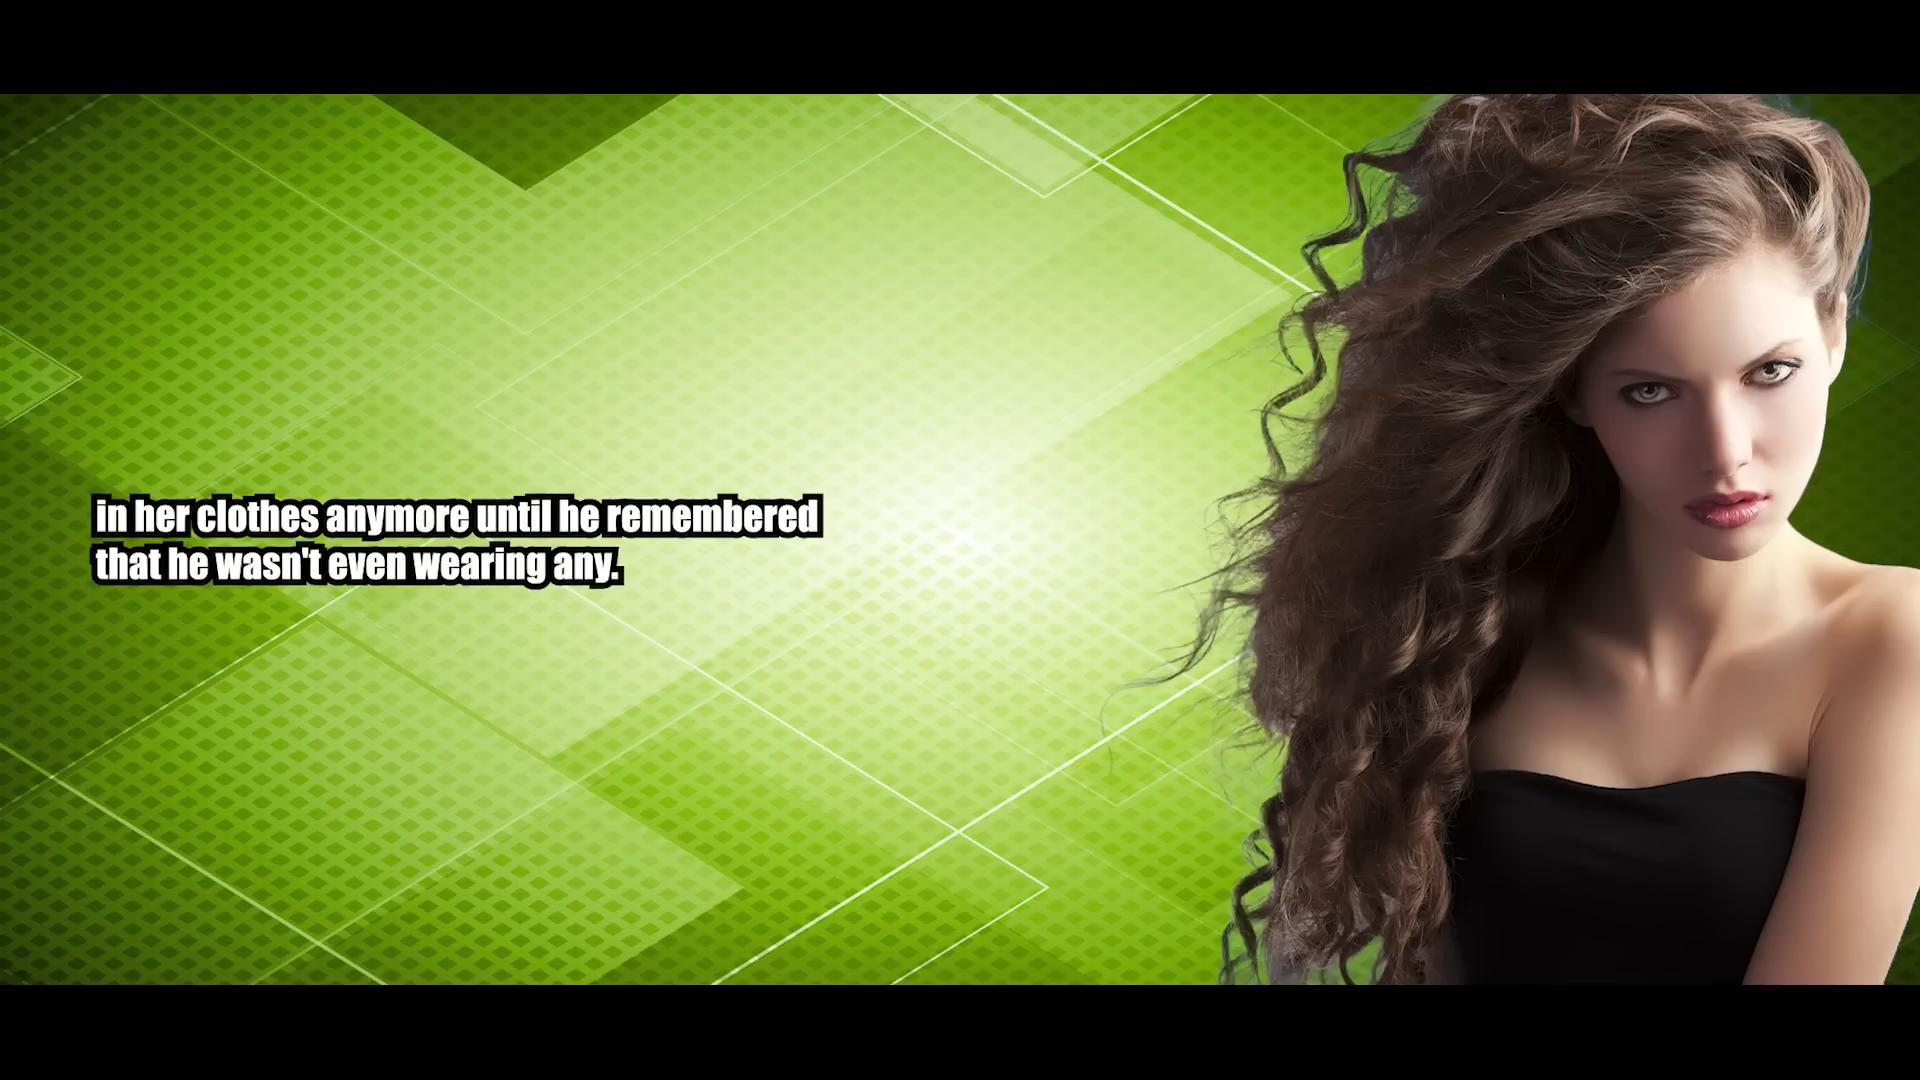 in her clothes anymore until he remembered
that he wasn't even wearing any.